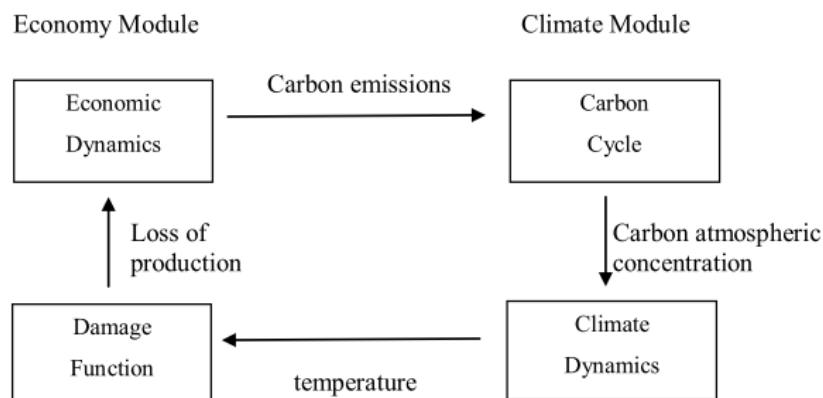 Economy Module
Climate Module
Economic
Dynamics
Carbon emissions
Carbon
Cycle
Loss of
production
Carbon atmospheric
concentration
Damage
Function
temperature
Climate
Dynamics